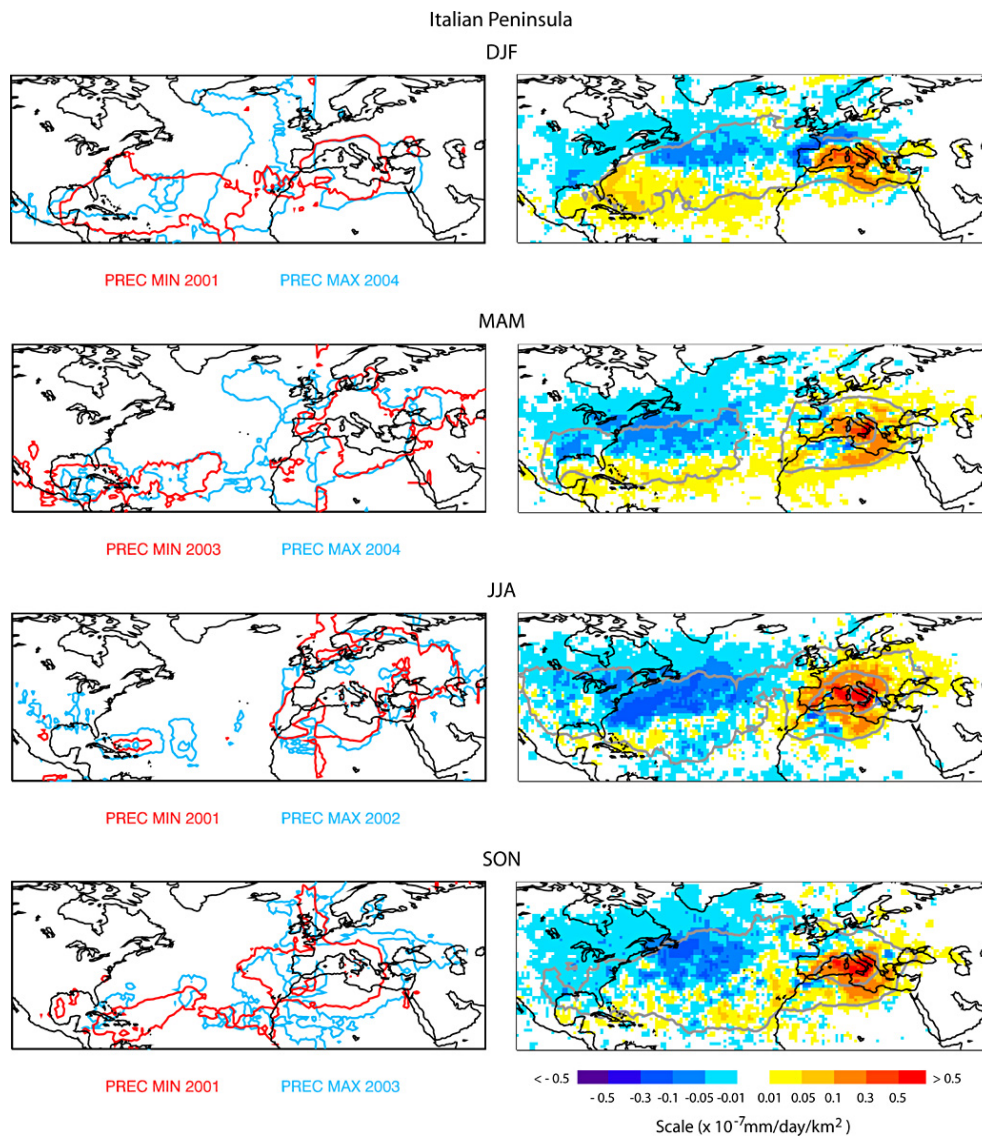 Italian Peninsula
DJF
PREC MIN 2001 PREC MAX 2004
MAM
PREC MIN 2003 PREC MAX 2004
JJA
PREC MIN 2001 PREC MAX 2002
SON
PREC MIN 2001 PREC MAX 2003
< - 0.5 > 0.5
- 0.5 -0.3 -0.1 -0.05 -0.01 0.01 0.05 0.1 0.3 0.5
Scale (x 10⁻⁷mm/day/km²)